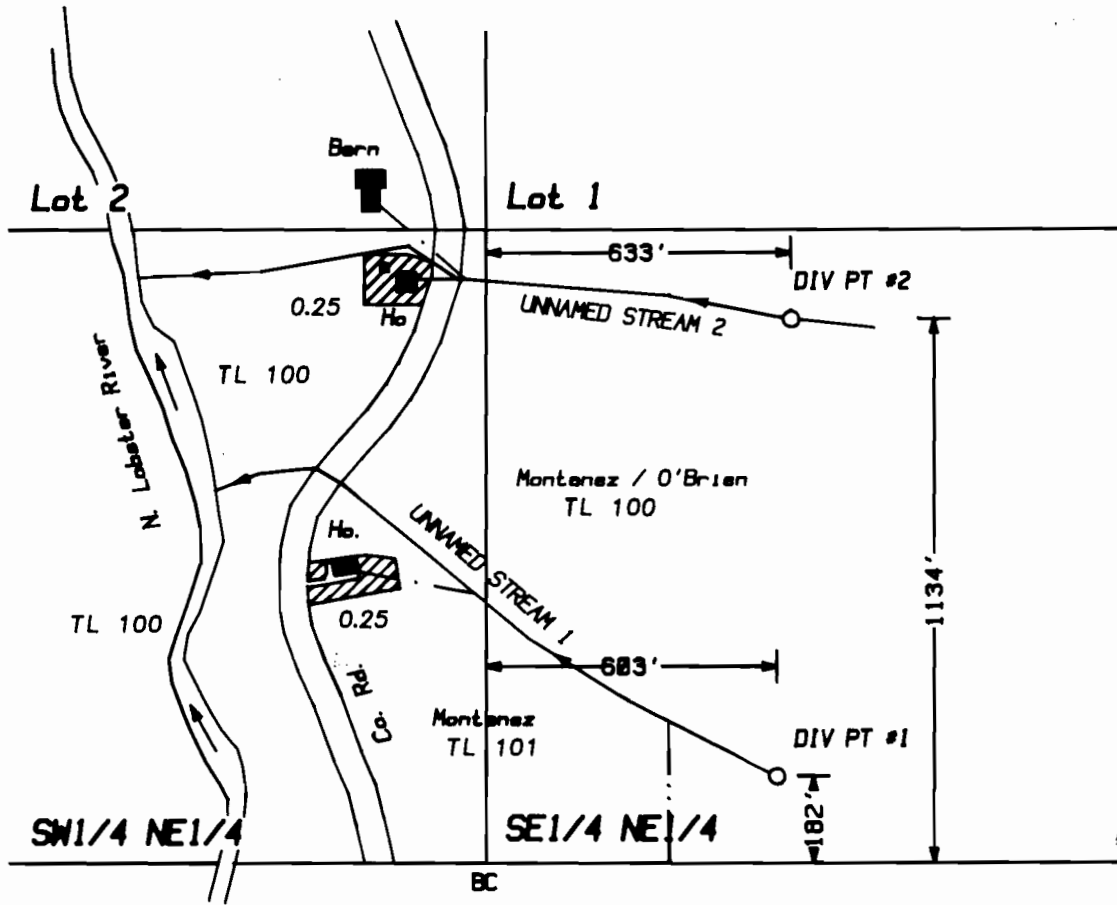 Barn
Lot 2
Lot 1
633'
DIV PT #2
0.25
Ho
UNNAMED STREAM 2
TL 100
N. Lobster River
Montenez / O'Brien
TL 100
Ho.
UNNAMED STREAM 1
1134'
0.25
TL 100
603'
Co. Rd.
Montenez
TL 101
DIV PT #1
182'
SW1/4 NE1/4
SE1/4 NE1/4
BC